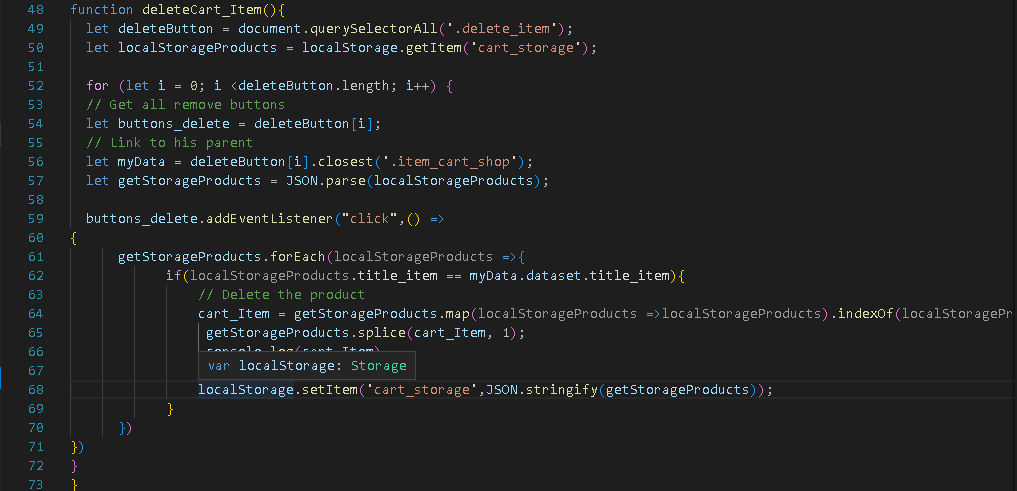 48 function deleteCart_Item(){
49 let deleteButton = document.querySelectorAll('.delete_item');
50 let localStorageProducts = localStorage.getItem('cart_storage');
51
52 for (let i = 0; i <deleteButton.length; i++) {
53 // Get all remove buttons
54 let buttons_delete = deleteButton[i];
55 // Link to his parent
56 let myData = deleteButton[i].closest('.item_cart_shop');
57 let getStorageProducts = JSON.parse(localStorageProducts);
58
59 buttons_delete.addEventListener("click",() =>
60 {
61 getStorageProducts.forEach(localStorageProducts =>{
62 if(localStorageProducts.title_item == myData.dataset.title_item){
63 // Delete the product
64 cart_Item = getStorageProducts.map(localStorageProducts =>localStorageProducts).indexOf(localStoragePr
65 getStorageProducts.splice(cart_Item, 1);
66 console.log(cart_Item)
67 var localStorage: Storage
68 localStorage.setItem('cart_storage',JSON.stringify(getStorageProducts));
69 }
70 })
71 })
72 }
73 }